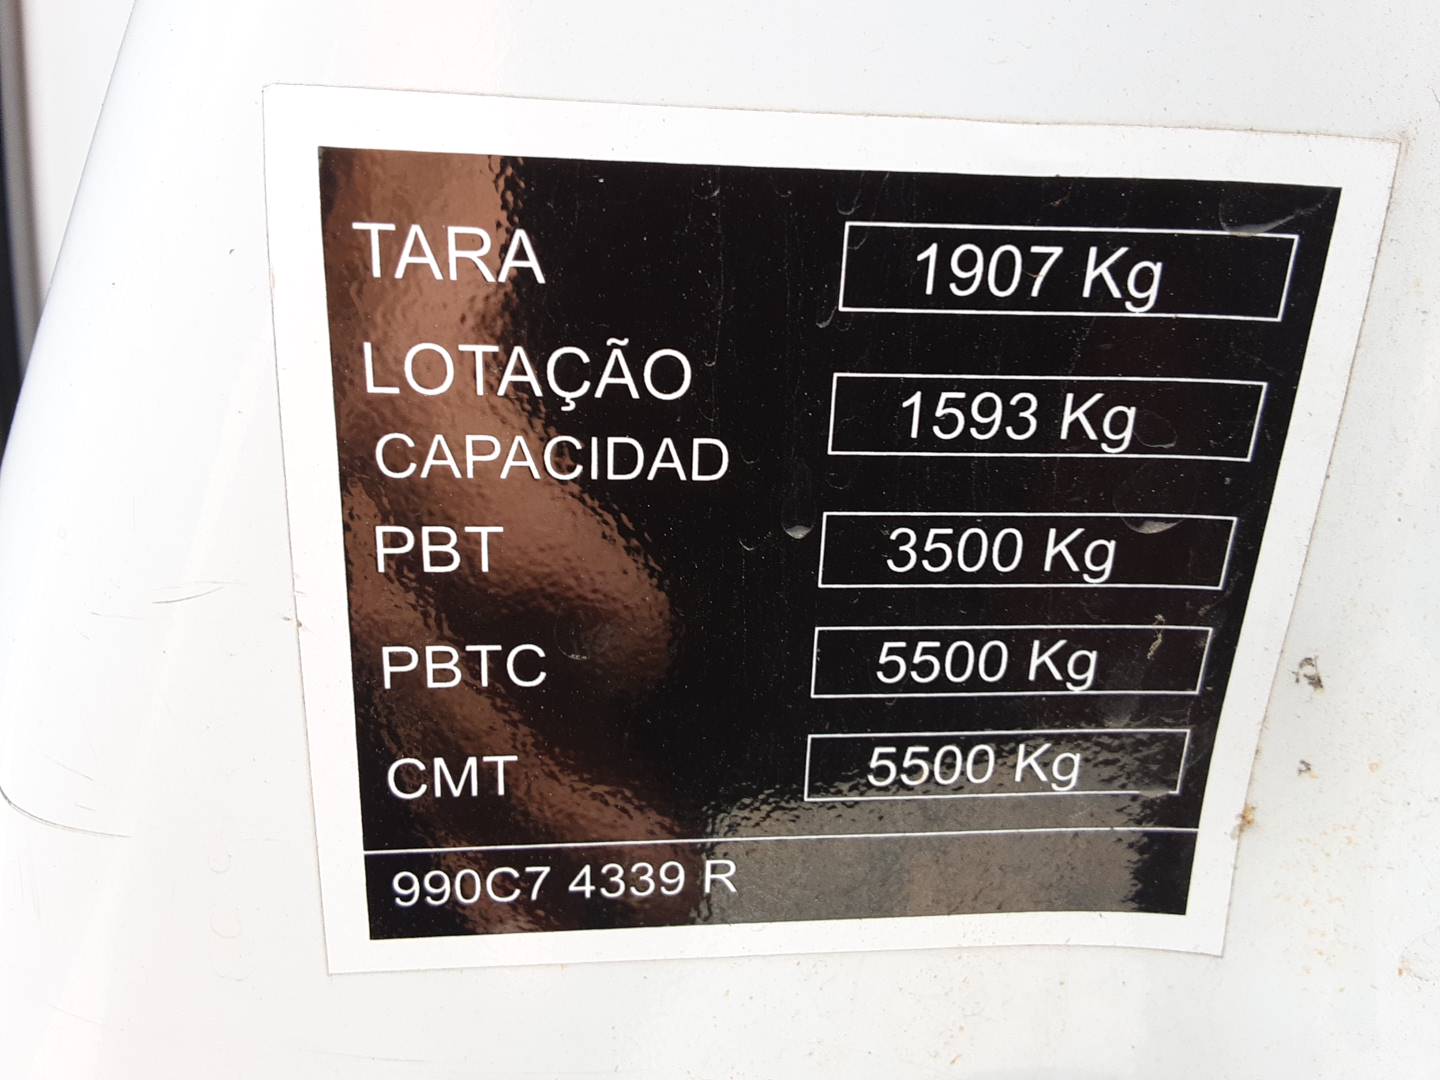 TARA 1907 Kg
LOTAÇÃO
CAPACIDAD 1593 Kg
PBT 3500 Kg
PBTC 5500 Kg
CMT 5500 Kg
990C7 4339 R